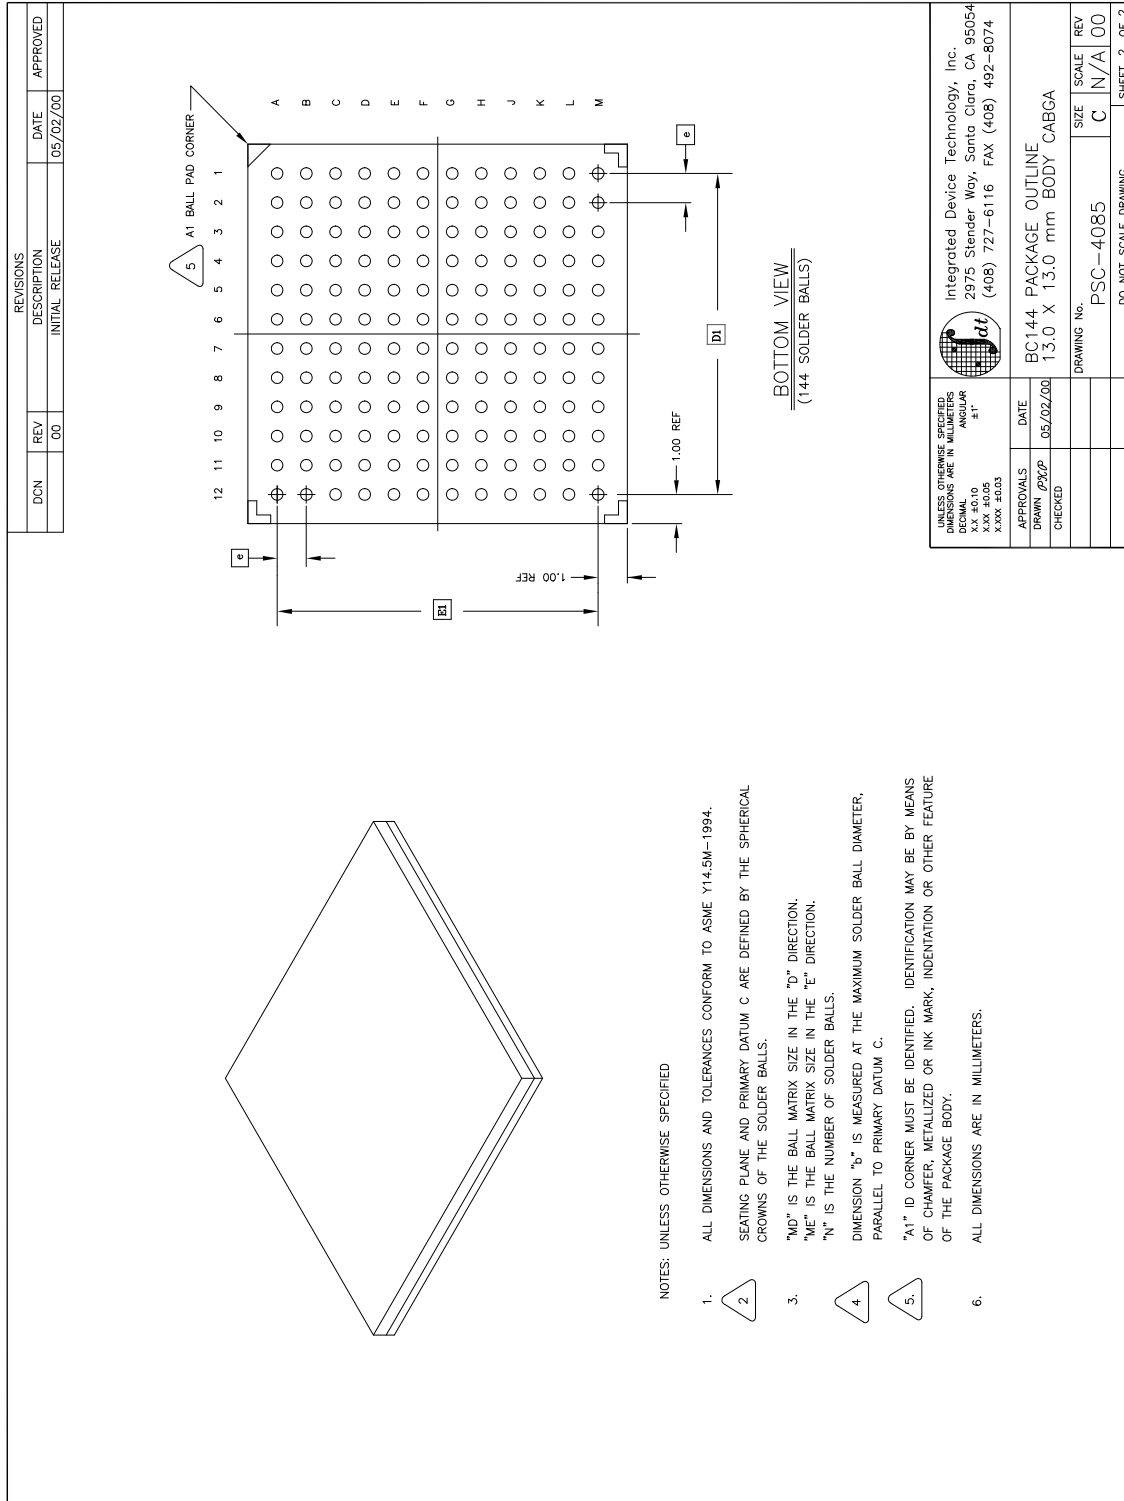 REVISIONS
DCN REV DESCRIPTION DATE APPROVED
00 INITIAL RELEASE 05/02/00
5 A1 BALL PAD CORNER
12 11 10 9 8 7 6 5 4 3 2 1
A
B
C
D
E
F
G
H
J
K
L
M
e
e
E1
D1
1.00 REF
1.00 REF
BOTTOM VIEW
(144 SOLDER BALLS)
NOTES: UNLESS OTHERWISE SPECIFIED
1. ALL DIMENSIONS AND TOLERANCES CONFORM TO ASME Y14.5M-1994.
2 SEATING PLANE AND PRIMARY DATUM C ARE DEFINED BY THE SPHERICAL
CROWNS OF THE SOLDER BALLS.
3. "MD" IS THE BALL MATRIX SIZE IN THE "D" DIRECTION.
"ME" IS THE BALL MATRIX SIZE IN THE "E" DIRECTION.
"N" IS THE NUMBER OF SOLDER BALLS.
4 DIMENSION "b" IS MEASURED AT THE MAXIMUM SOLDER BALL DIAMETER,
PARALLEL TO PRIMARY DATUM C.
5. "A1" ID CORNER MUST BE IDENTIFIED. IDENTIFICATION MAY BE BY MEANS
OF CHAMFER, METALLIZED OR INK MARK, INDENTATION OR OTHER FEATURE
OF THE PACKAGE BODY.
6. ALL DIMENSIONS ARE IN MILLIMETERS.
UNLESS OTHERWISE SPECIFIED
DIMENSIONS ARE IN MILLIMETERS
DECIMAL ANGULAR
X.X ±0.10 ±1°
X.XX ±0.05
X.XXX ±0.03
APPROVALS DATE
DRAWN 05/02/00
CHECKED
idt
Integrated Device Technology, Inc.
2975 Stender Way, Santa Clara, CA 95054
(408) 727-6116 FAX (408) 492-8074
BC144 PACKAGE OUTLINE
13.0 X 13.0 mm BODY CABGA
DRAWING No. SIZE SCALE REV
PSC-4085 C N/A 00
DO NOT SCALE DRAWING SHEET 2 OF 2